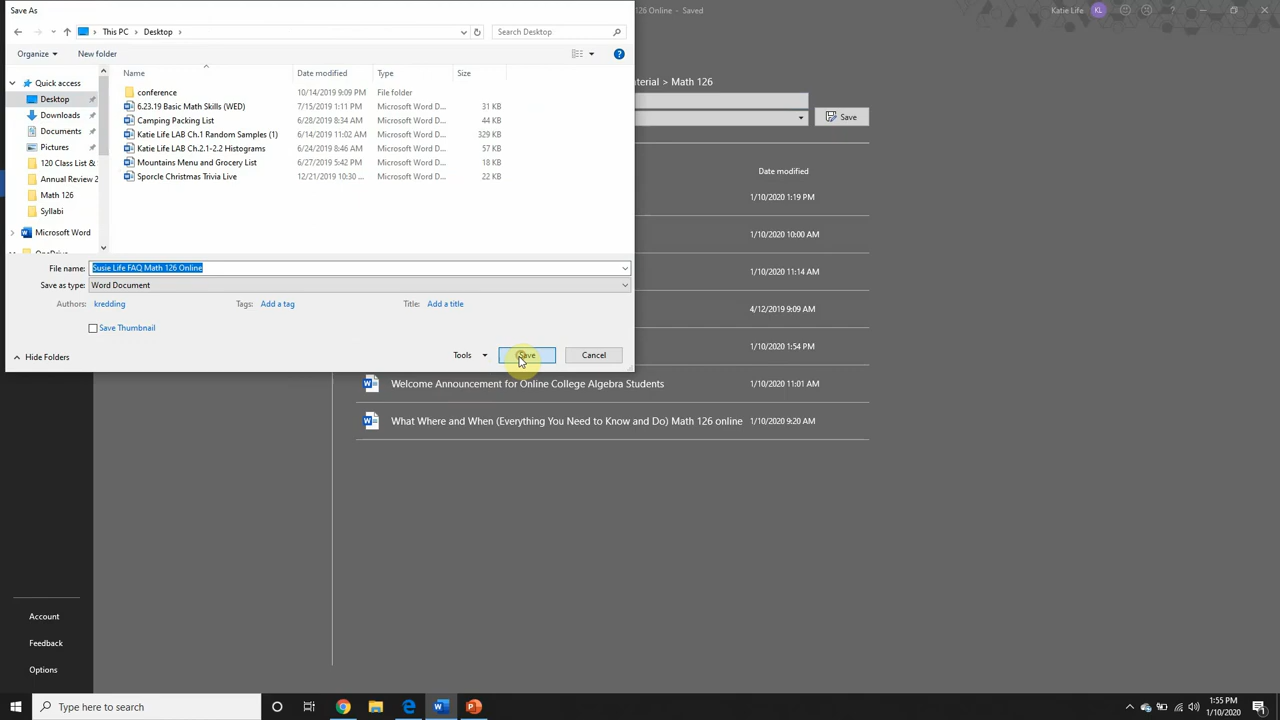 Save As
126 Online - Saved
Katie Life
KL
This PC > Desktop >
Search Desktop
Organize
New folder
Name
Date modified
Type
Size
Quick access
Desktop
Downloads
Documents
Pictures
120 Class List &
Annual Review 2
Math 126
Syllabi
Microsoft Word
conference 10/14/2019 9:09 PM File folder
6.23.19 Basic Math Skills (WED) 7/15/2019 1:11 PM Microsoft Word D... 31 KB
Camping Packing List 6/28/2019 8:34 AM Microsoft Word D... 44 KB
Katie Life LAB Ch.1 Random Samples (1) 6/14/2019 11:02 AM Microsoft Word D... 329 KB
Katie Life LAB Ch.2.1-2.2 Histograms 6/24/2019 8:46 AM Microsoft Word D... 57 KB
Mountains Menu and Grocery List 6/27/2019 5:42 PM Microsoft Word D... 18 KB
Sporcle Christmas Trivia Live 12/21/2019 10:30 ... Microsoft Word D... 22 KB
File name: Susie Life FAQ Math 126 Online
Save as type: Word Document
Authors: kredding
Tags: Add a tag
Title: Add a title
Save Thumbnail
Hide Folders
Tools
Save
Cancel
terial > Math 126
Save
Date modified
1/10/2020 1:19 PM
1/10/2020 10:00 AM
1/10/2020 11:14 AM
4/12/2019 9:09 AM
1/10/2020 1:54 PM
Welcome Announcement for Online College Algebra Students 1/10/2020 11:01 AM
What Where and When (Everything You Need to Know and Do) Math 126 online 1/10/2020 9:20 AM
Account
Feedback
Options
Type here to search
1:55 PM
1/10/2020